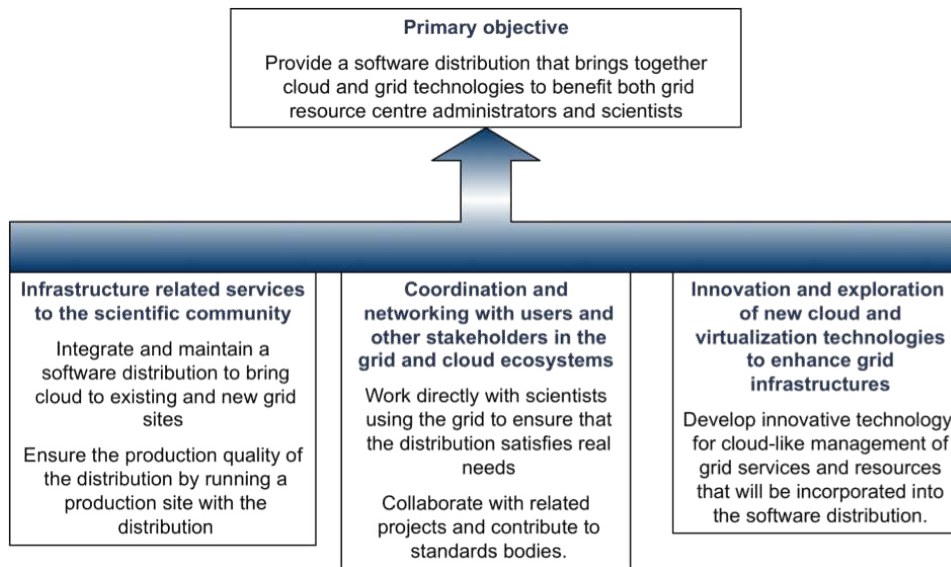 Primary objective
Provide a software distribution that brings together
cloud and grid technologies to benefit both grid
resource centre administrators and scientists
Infrastructure related services
to the scientific community
Integrate and maintain a
software distribution to bring
cloud to existing and new grid
sites
Ensure the production quality of
the distribution by running a
production site with the
distribution
Coordination and
networking with users and
other stakeholders in the
grid and cloud ecosystems
Work directly with scientists
using the grid to ensure that
the distribution satisfies real
needs
Collaborate with related
projects and contribute to
standards bodies.
Innovation and exploration
of new cloud and
virtualization technologies
to enhance grid
infrastructures
Develop innovative technology
for cloud-like management of
grid services and resources
that will be incorporated into
the software distribution.